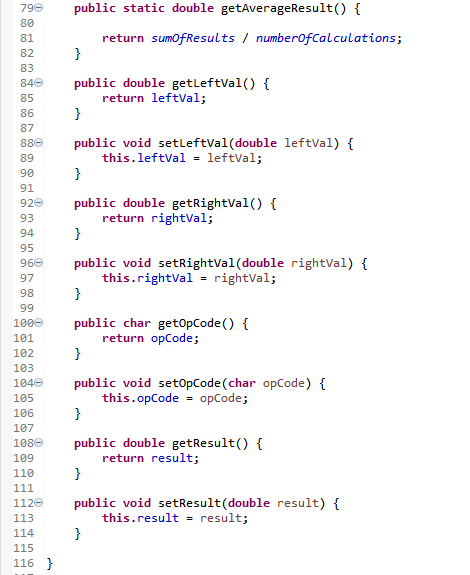 79 public static double getAverageResult() {
80
81 return sumOfResults / numberOfCalculations;
82 }
83
84 public double getLeftVal() {
85 return leftVal;
86 }
87
88 public void setLeftVal(double leftVal) {
89 this.leftVal = leftVal;
90 }
91
92 public double getRightVal() {
93 return rightVal;
94 }
95
96 public void setRightVal(double rightVal) {
97 this.rightVal = rightVal;
98 }
99
100 public char getOpCode() {
101 return opCode;
102 }
103
104 public void setOpCode(char opCode) {
105 this.opCode = opCode;
106 }
107
108 public double getResult() {
109 return result;
110 }
111
112 public void setResult(double result) {
113 this.result = result;
114 }
115
116 }